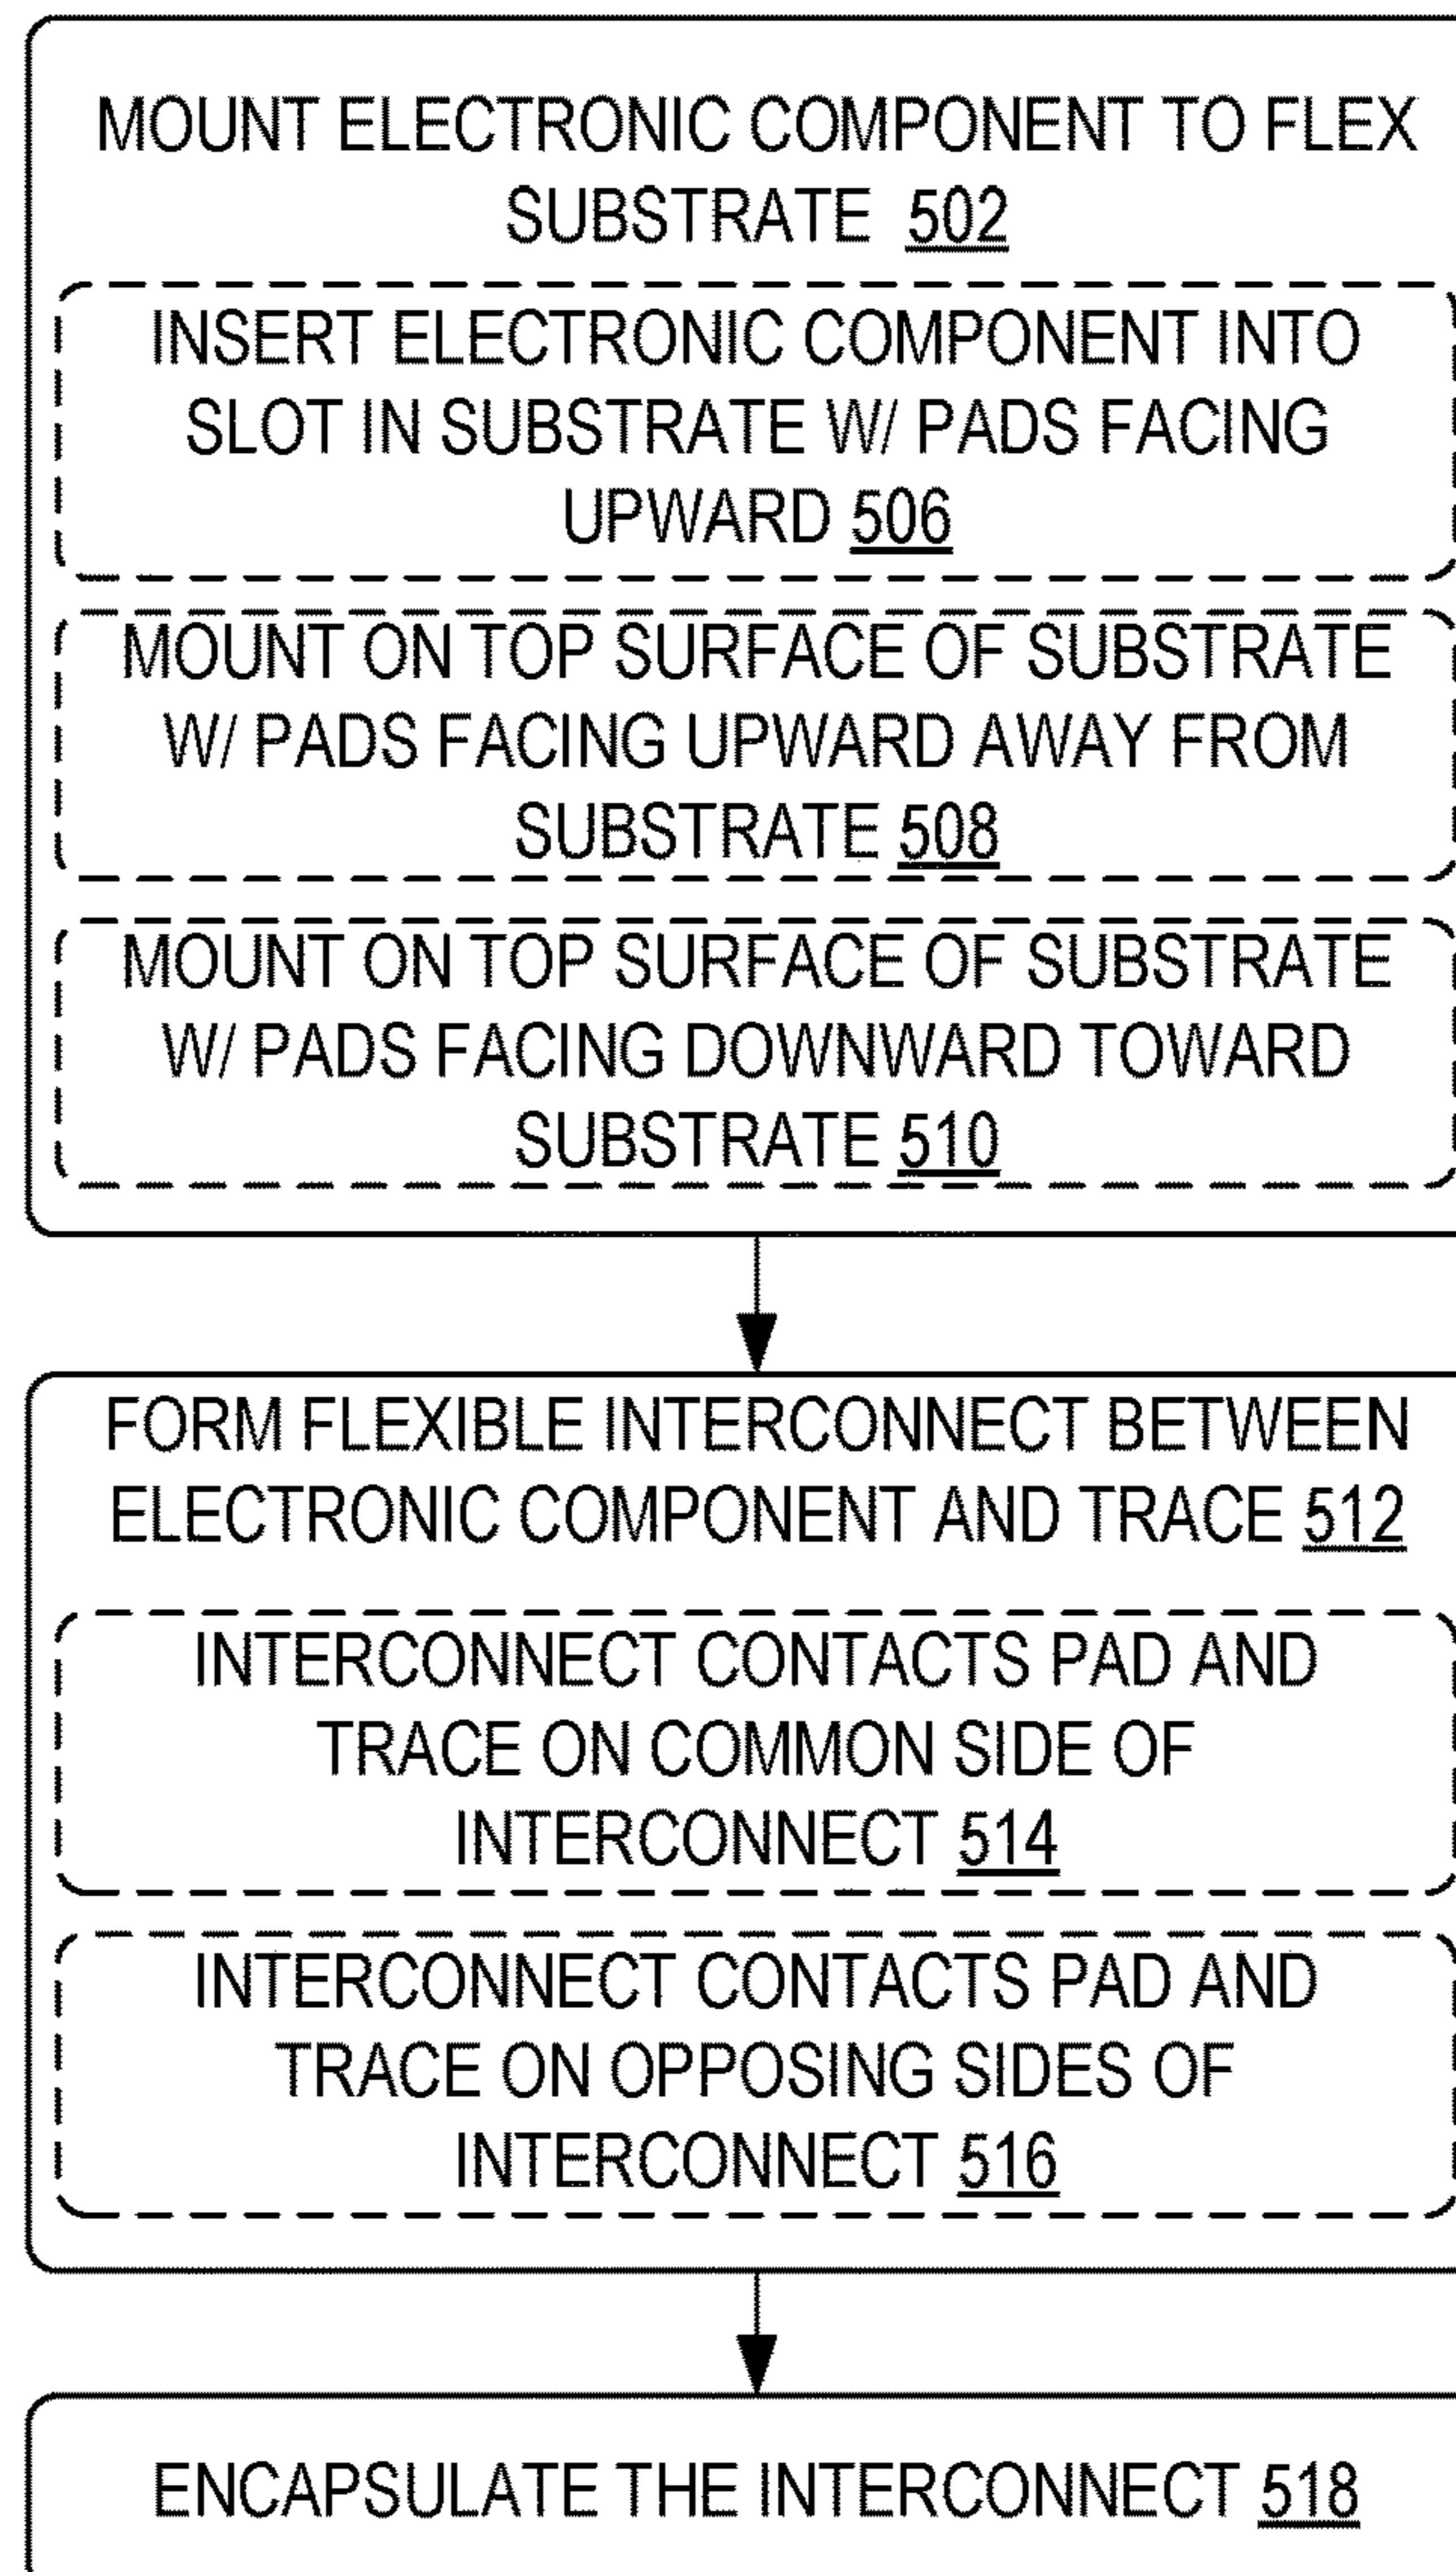 MOUNT ELECTRONIC COMPONENT TO FLEX
SUBSTRATE 502
INSERT ELECTRONIC COMPONENT INTO
SLOT IN SUBSTRATE W/ PADS FACING
UPWARD 506
MOUNT ON TOP SURFACE OF SUBSTRATE
W/ PADS FACING UPWARD AWAY FROM
SUBSTRATE 508
MOUNT ON TOP SURFACE OF SUBSTRATE
W/ PADS FACING DOWNWARD TOWARD
SUBSTRATE 510
FORM FLEXIBLE INTERCONNECT BETWEEN
ELECTRONIC COMPONENT AND TRACE 512
INTERCONNECT CONTACTS PAD AND
TRACE ON COMMON SIDE OF
INTERCONNECT 514
INTERCONNECT CONTACTS PAD AND
TRACE ON OPPOSING SIDES OF
INTERCONNECT 516
ENCAPSULATE THE INTERCONNECT 518